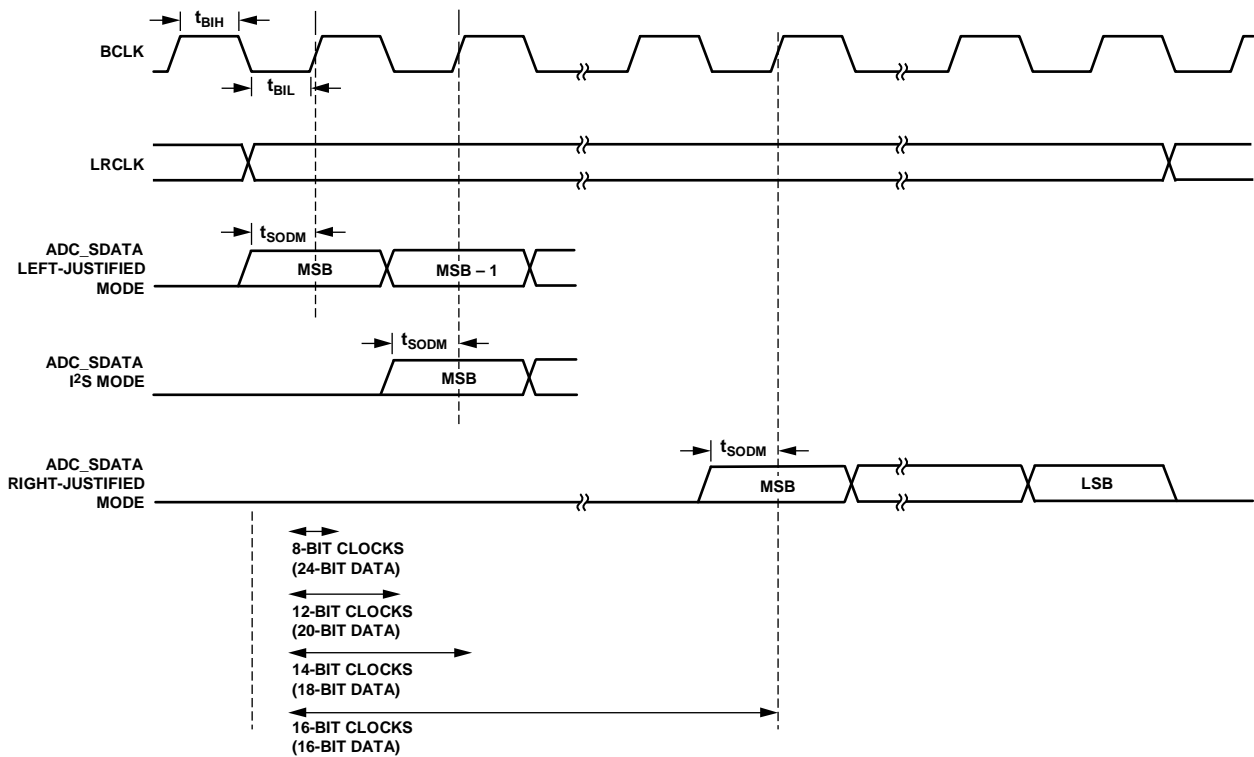 tBIH
BCLK
tBIL
LRCLK
tSODM
ADC_SDATA
LEFT-JUSTIFIED
MODE
MSB
MSB – 1
tSODM
ADC_SDATA
I2S MODE
MSB
tSODM
ADC_SDATA
RIGHT-JUSTIFIED
MODE
MSB
LSB
8-BIT CLOCKS
(24-BIT DATA)
12-BIT CLOCKS
(20-BIT DATA)
14-BIT CLOCKS
(18-BIT DATA)
16-BIT CLOCKS
(16-BIT DATA)